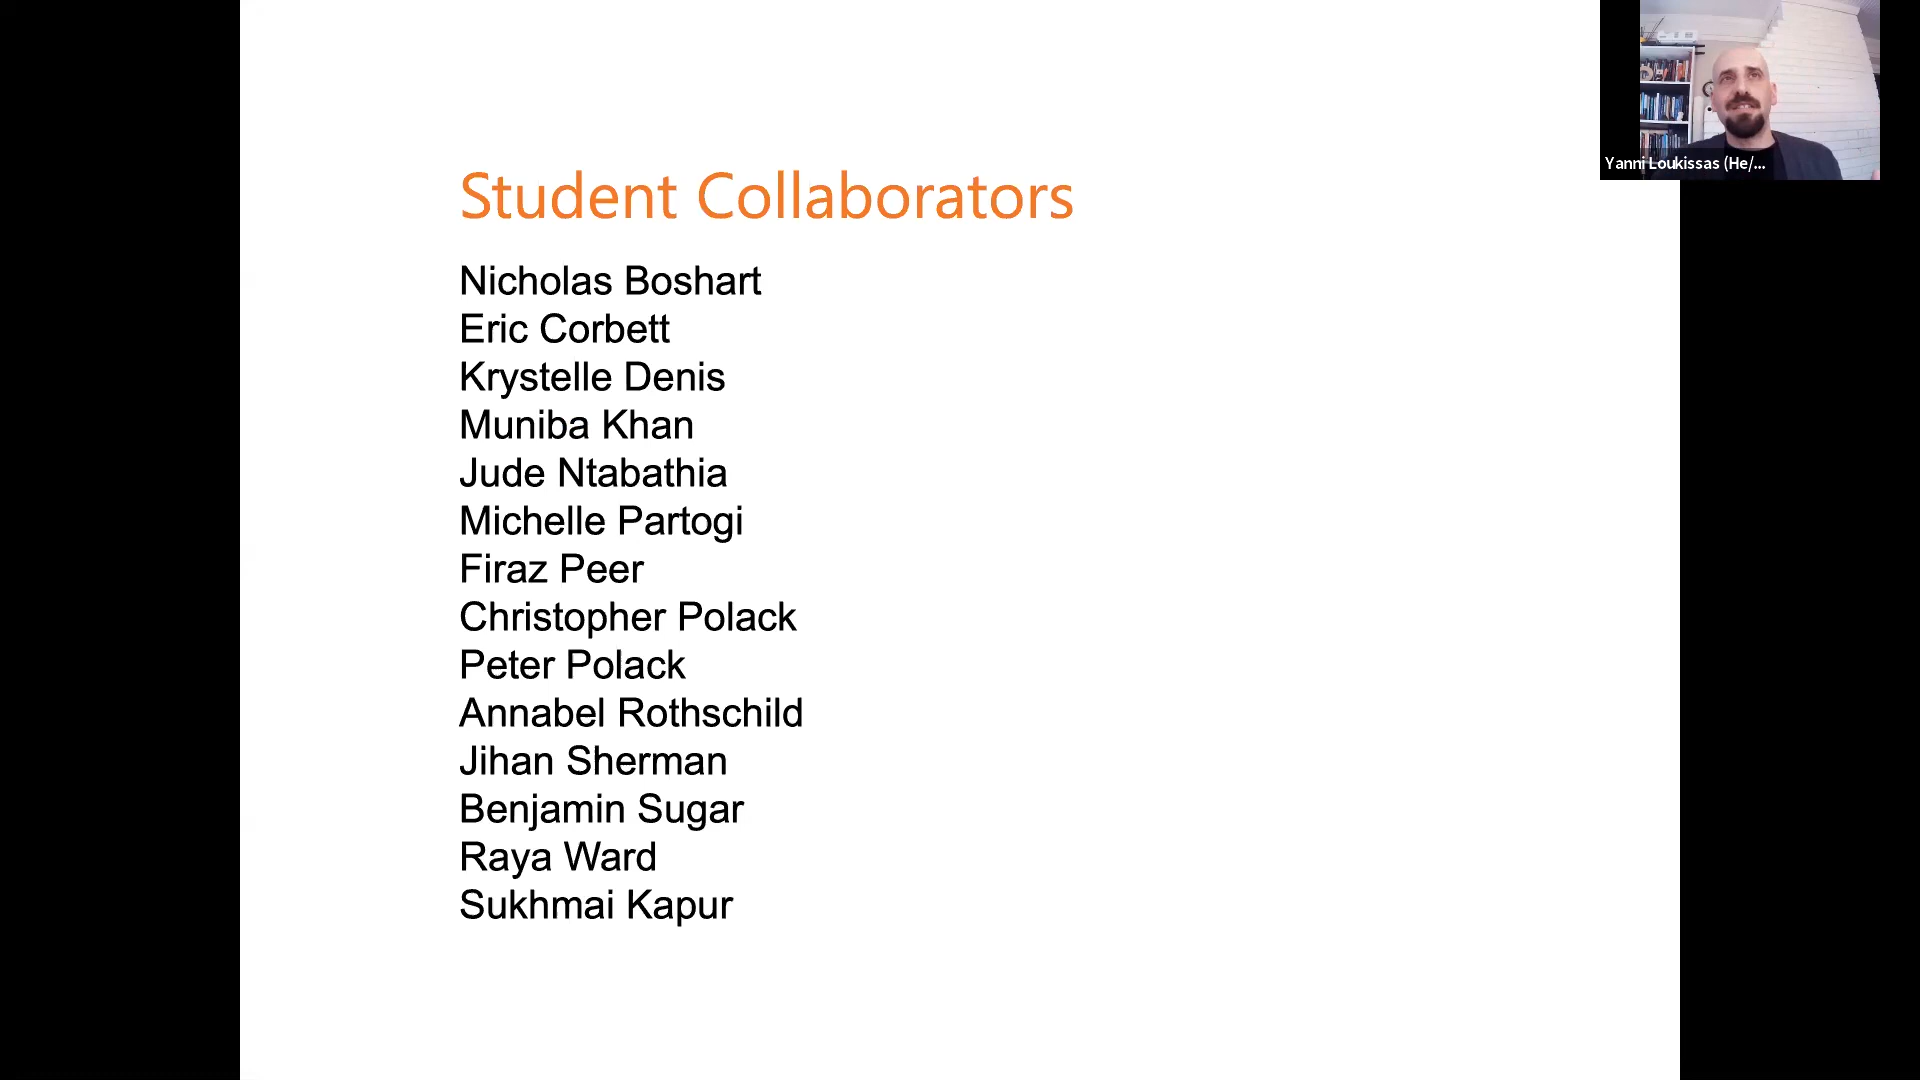 Student Collaborators
Nicholas Boshart
Eric Corbett
Krystelle Denis
Muniba Khan
Jude Ntabathia
Michelle Partogi
Firaz Peer
Christopher Polack
Peter Polack
Annabel Rothschild
Jihan Sherman
Benjamin Sugar
Raya Ward
Sukhmai Kapur
Yanni Loukissas (He/...